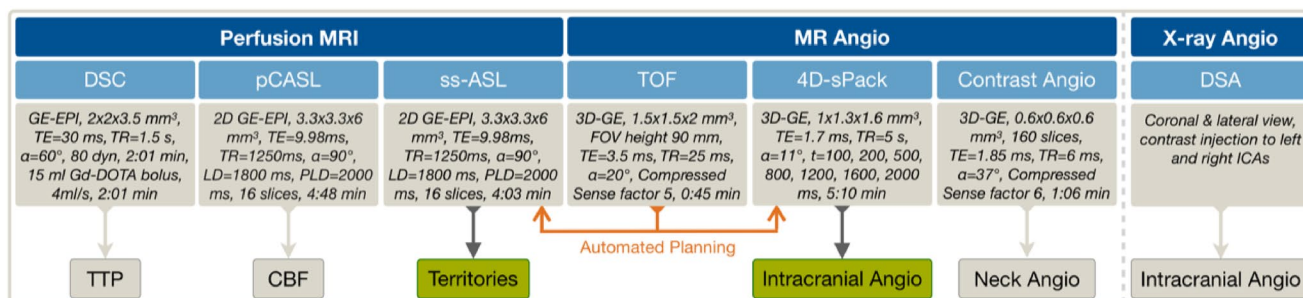 Perfusion MRI
MR Angio
X-ray Angio
DSC
pCASL
ss-ASL
TOF
4D-sPack
Contrast Angio
DSA
GE-EPI, 2x2x3.5 mm³,
TE=30 ms, TR=1.5 s,
α=60°, 80 dyn, 2:01 min,
15 ml Gd-DOTA bolus,
4ml/s, 2:01 min
2D GE-EPI, 3.3x3.3x6
mm³, TE=9.98ms,
TR=1250ms, α=90°,
LD=1800 ms, PLD=2000
ms, 16 slices, 4:48 min
2D GE-EPI, 3.3x3.3x6
mm³, TE=9.98ms,
TR=1250ms, α=90°,
LD=1800 ms, PLD=2000
ms, 16 slices, 4:03 min
3D-GE, 1.5x1.5x2 mm³,
FOV height 90 mm,
TE=3.5 ms, TR=25 ms,
α=20°, Compressed
Sense factor 5, 0:45 min
3D-GE, 1x1.3x1.6 mm³,
TE=1.7 ms, TR=5 s,
α=11°, t=100, 200, 500,
800, 1200, 1600, 2000
ms, 5:10 min
3D-GE, 0.6x0.6x0.6
mm³, 160 slices,
TE=1.85 ms, TR=6 ms,
α=37°, Compressed
Sense factor 6, 1:06 min
Coronal & lateral view,
contrast injection to left
and right ICAs
Automated Planning
TTP
CBF
Territories
Intracranial Angio
Neck Angio
Intracranial Angio